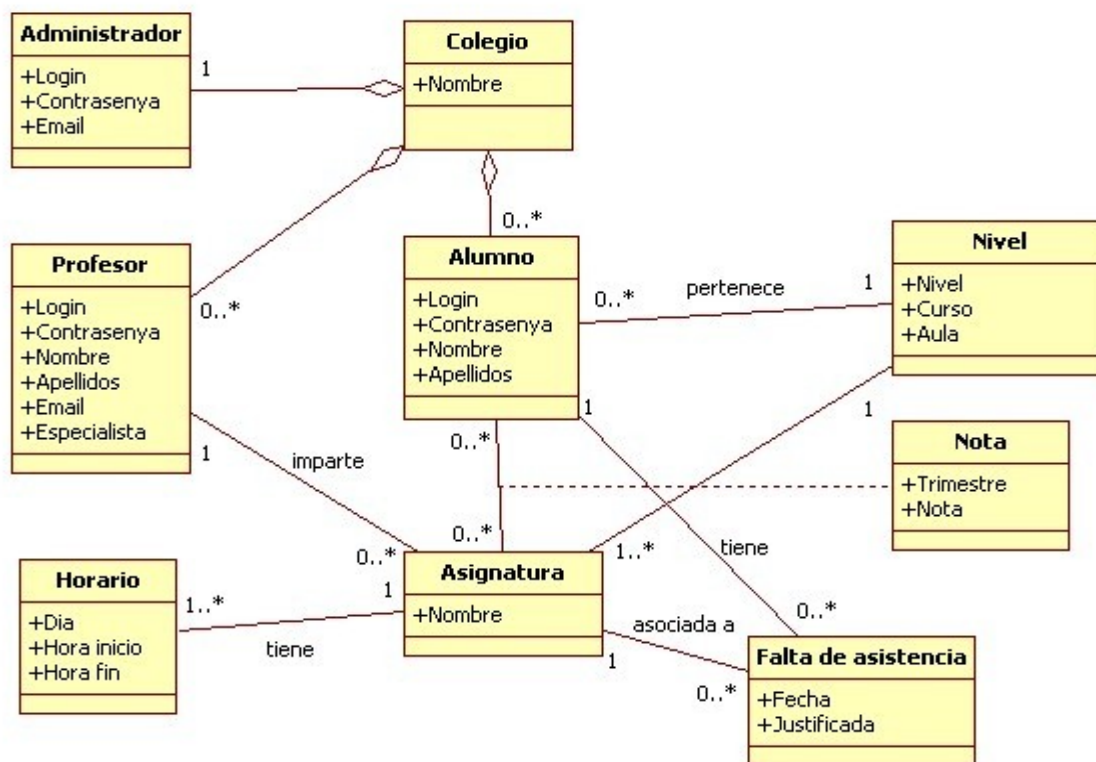 Administrador
+Login
+Contrasenya
+Email
1
Colegio
+Nombre
0..*
0..*
Profesor
+Login
+Contrasenya
+Nombre
+Apellidos
+Email
+Especialista
1
Alumno
+Login
+Contrasenya
+Nombre
+Apellidos
0..*
pertenece
1
Nivel
+Nivel
+Curso
+Aula
1
1
0..*
imparte
Nota
+Trimestre
+Nota
0..*
0..*
1..*
tiene
0..*
Horario
+Dia
+Hora inicio
+Hora fin
1..*
tiene
1
Asignatura
+Nombre
asociada a
1
0..*
Falta de asistencia
+Fecha
+Justificada